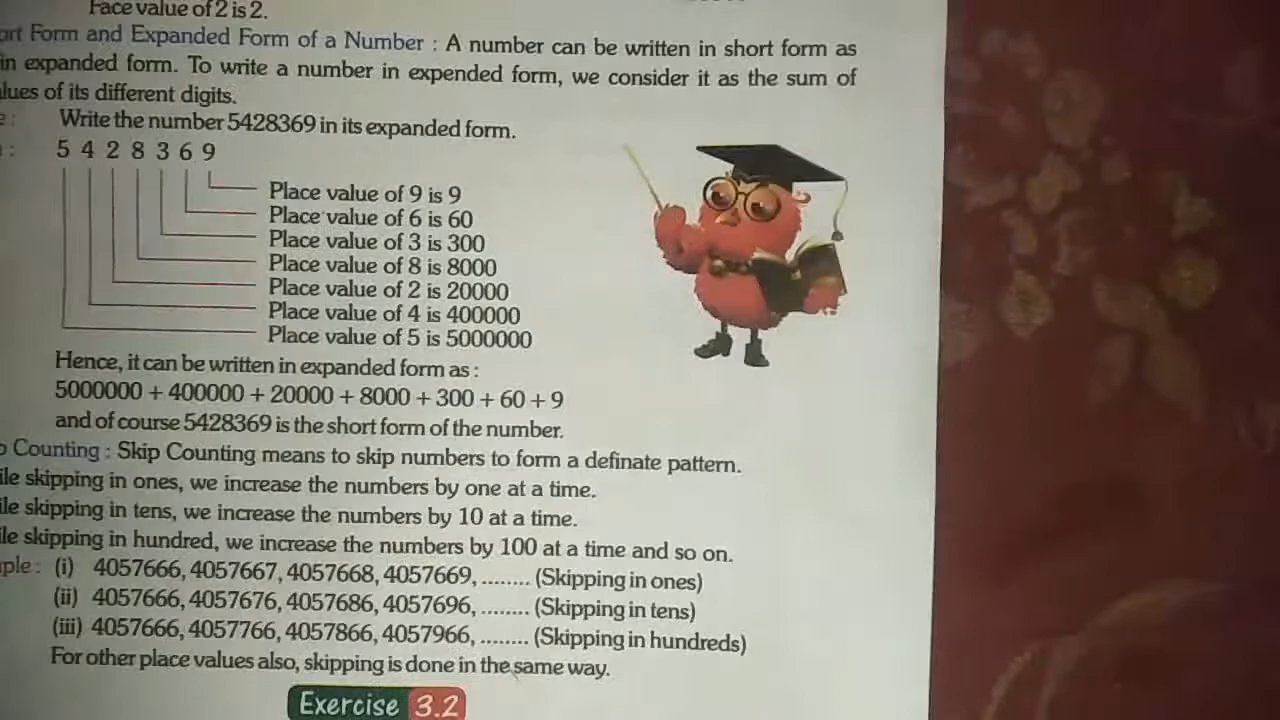 Face value of 2 is 2.
ort Form and Expanded Form of a Number : A number can be written in short form as
in expanded form. To write a number in expended form, we consider it as the sum of
lues of its different digits.
e : Write the number 5428369 in its expanded form.
: 5 4 2 8 3 6 9
Place value of 9 is 9
Place value of 6 is 60
Place value of 3 is 300
Place value of 8 is 8000
Place value of 2 is 20000
Place value of 4 is 400000
Place value of 5 is 5000000
Hence, it can be written in expanded form as :
5000000 + 400000 + 20000 + 8000 + 300 + 60 + 9
and of course 5428369 is the short form of the number.
p Counting : Skip Counting means to skip numbers to form a definate pattern.
ile skipping in ones, we increase the numbers by one at a time.
ile skipping in tens, we increase the numbers by 10 at a time.
ile skipping in hundred, we increase the numbers by 100 at a time and so on.
mple : (i) 4057666, 4057667, 4057668, 4057669, ........ (Skipping in ones)
(ii) 4057666, 4057676, 4057686, 4057696, ........ (Skipping in tens)
(iii) 4057666, 4057766, 4057866, 4057966, ........ (Skipping in hundreds)
For other place values also, skipping is done in the same way.
Exercise 3.2